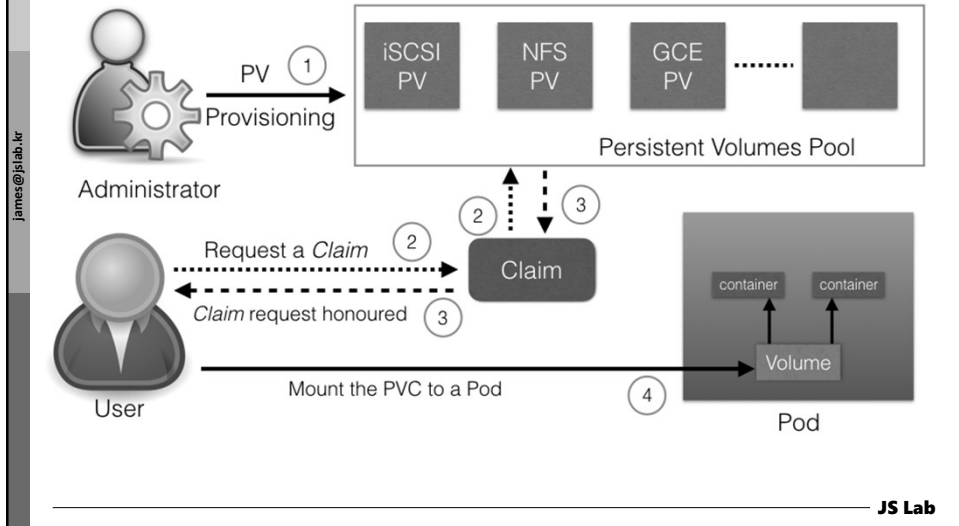 james@jslab.kr
PV
1
Provisioning
Administrator
iSCSI
PV
NFS
PV
GCE
PV
Persistent Volumes Pool
2
3
Request a Claim
2
Claim
Claim request honoured
3
User
Mount the PVC to a Pod
4
container
container
Volume
Pod
JS Lab